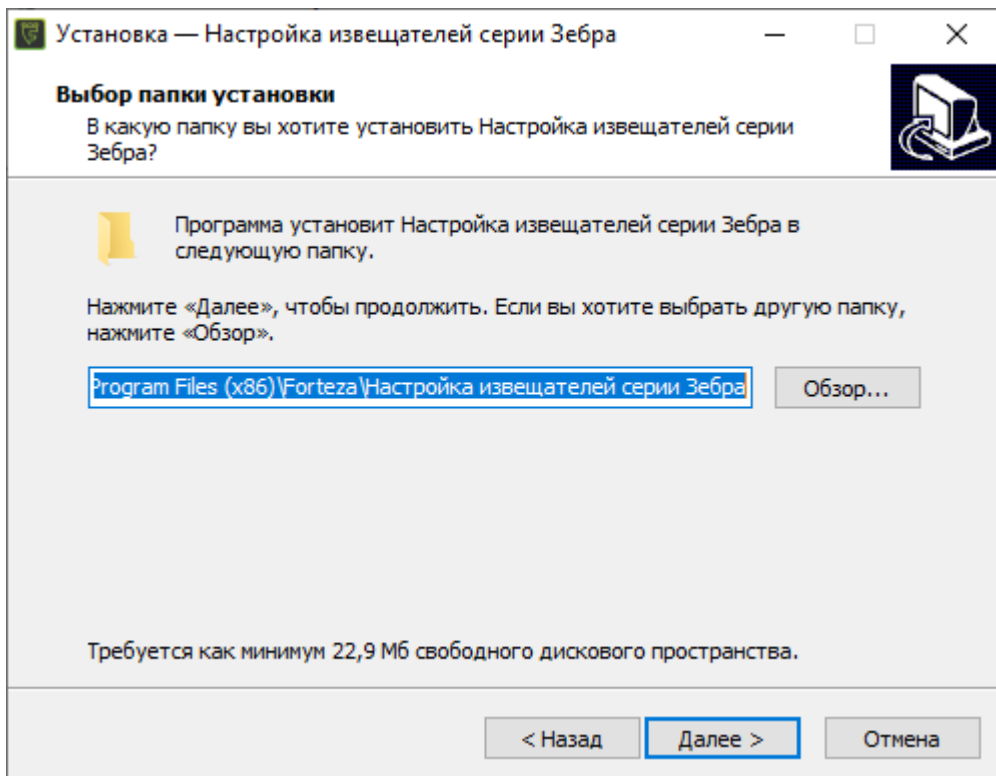 Установка — Настройка извещателей серии Зебра
Выбор папки установки
В какую папку вы хотите установить Настройка извещателей серии
Зебра?
Программа установит Настройка извещателей серии Зебра в
следующую папку.
Нажмите «Далее», чтобы продолжить. Если вы хотите выбрать другую папку,
нажмите «Обзор».
Program Files (x86)\Forteza\Настройка извещателей серии Зебра
Обзор...
Требуется как минимум 22,9 Мб свободного дискового пространства.
< Назад
Далее >
Отмена